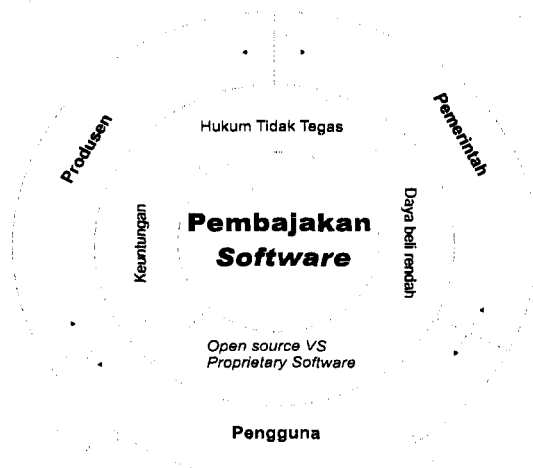 Produsen
Pemerintah
Hukum Tidak Tegas
Keuntungan
Pembajakan
Software
Daya beli rendah
Open source VS
Proprietary Software
Pengguna